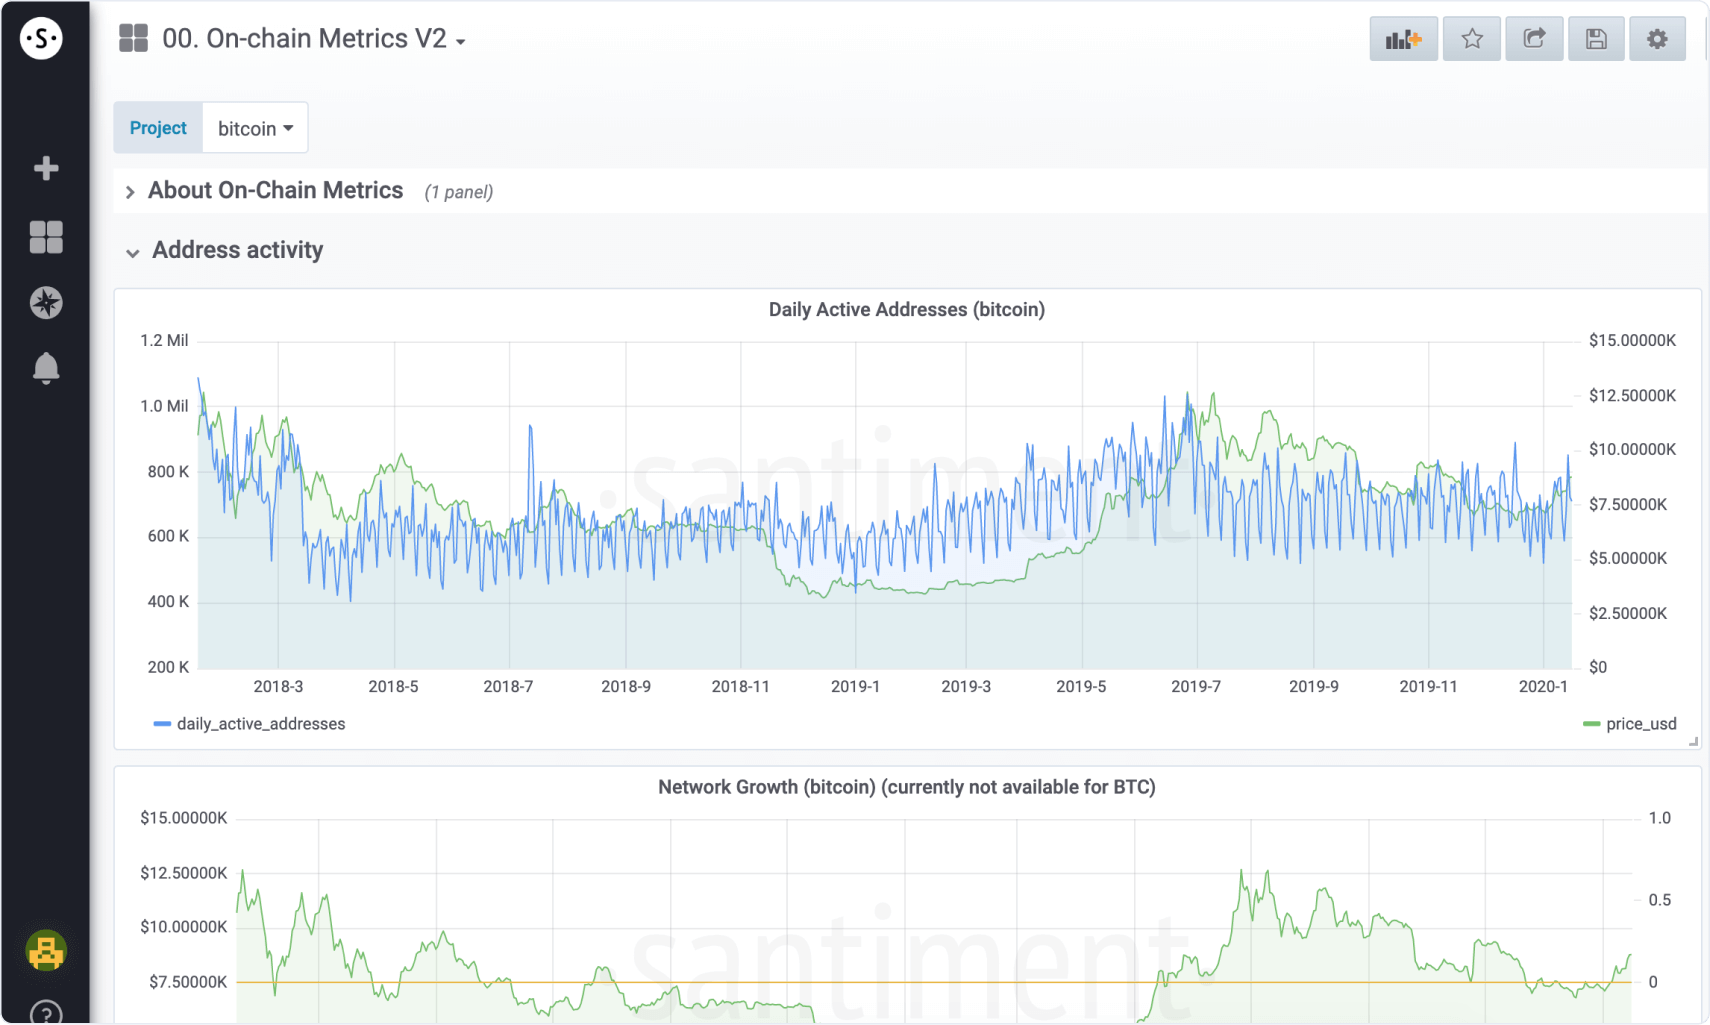 ·S·
00. On-chain Metrics V2
Project bitcoin
About On-Chain Metrics (1 panel)
Address activity
Daily Active Addresses (bitcoin)
1.2 Mil
1.0 Mil
800 K
600 K
400 K
200 K
$15.00000K
$12.50000K
$10.00000K
$7.50000K
$5.00000K
$2.50000K
$0
·santiment·
2018-3 2018-5 2018-7 2018-9 2018-11 2019-1 2019-3 2019-5 2019-7 2019-9 2019-11 2020-1
daily_active_addresses price_usd
Network Growth (bitcoin) (currently not available for BTC)
$15.00000K
$12.50000K
$10.00000K
$7.50000K
1.0
0.5
0
santiment·
?